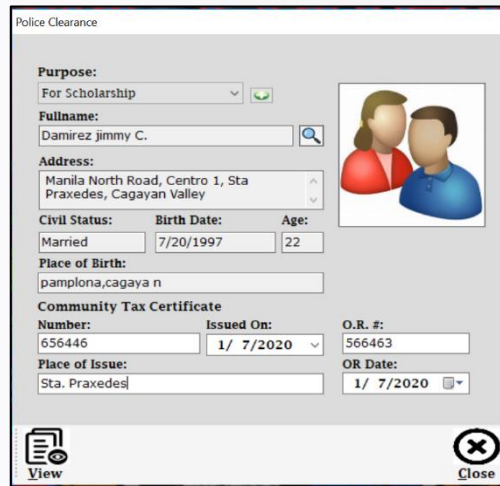 Police Clearance
Purpose:
For Scholarship
Fullname:
Damirez jimmy C.
Address:
Manila North Road, Centro 1, Sta
Praxedes, Cagayan Valley
Civil Status: Birth Date: Age:
Married 7/20/1997 22
Place of Birth:
pamplona,cagaya n
Community Tax Certificate
Number: Issued On: O.R. #:
656446 1/ 7/2020 566463
Place of Issue: OR Date:
Sta. Praxedes 1/ 7/2020
View Close